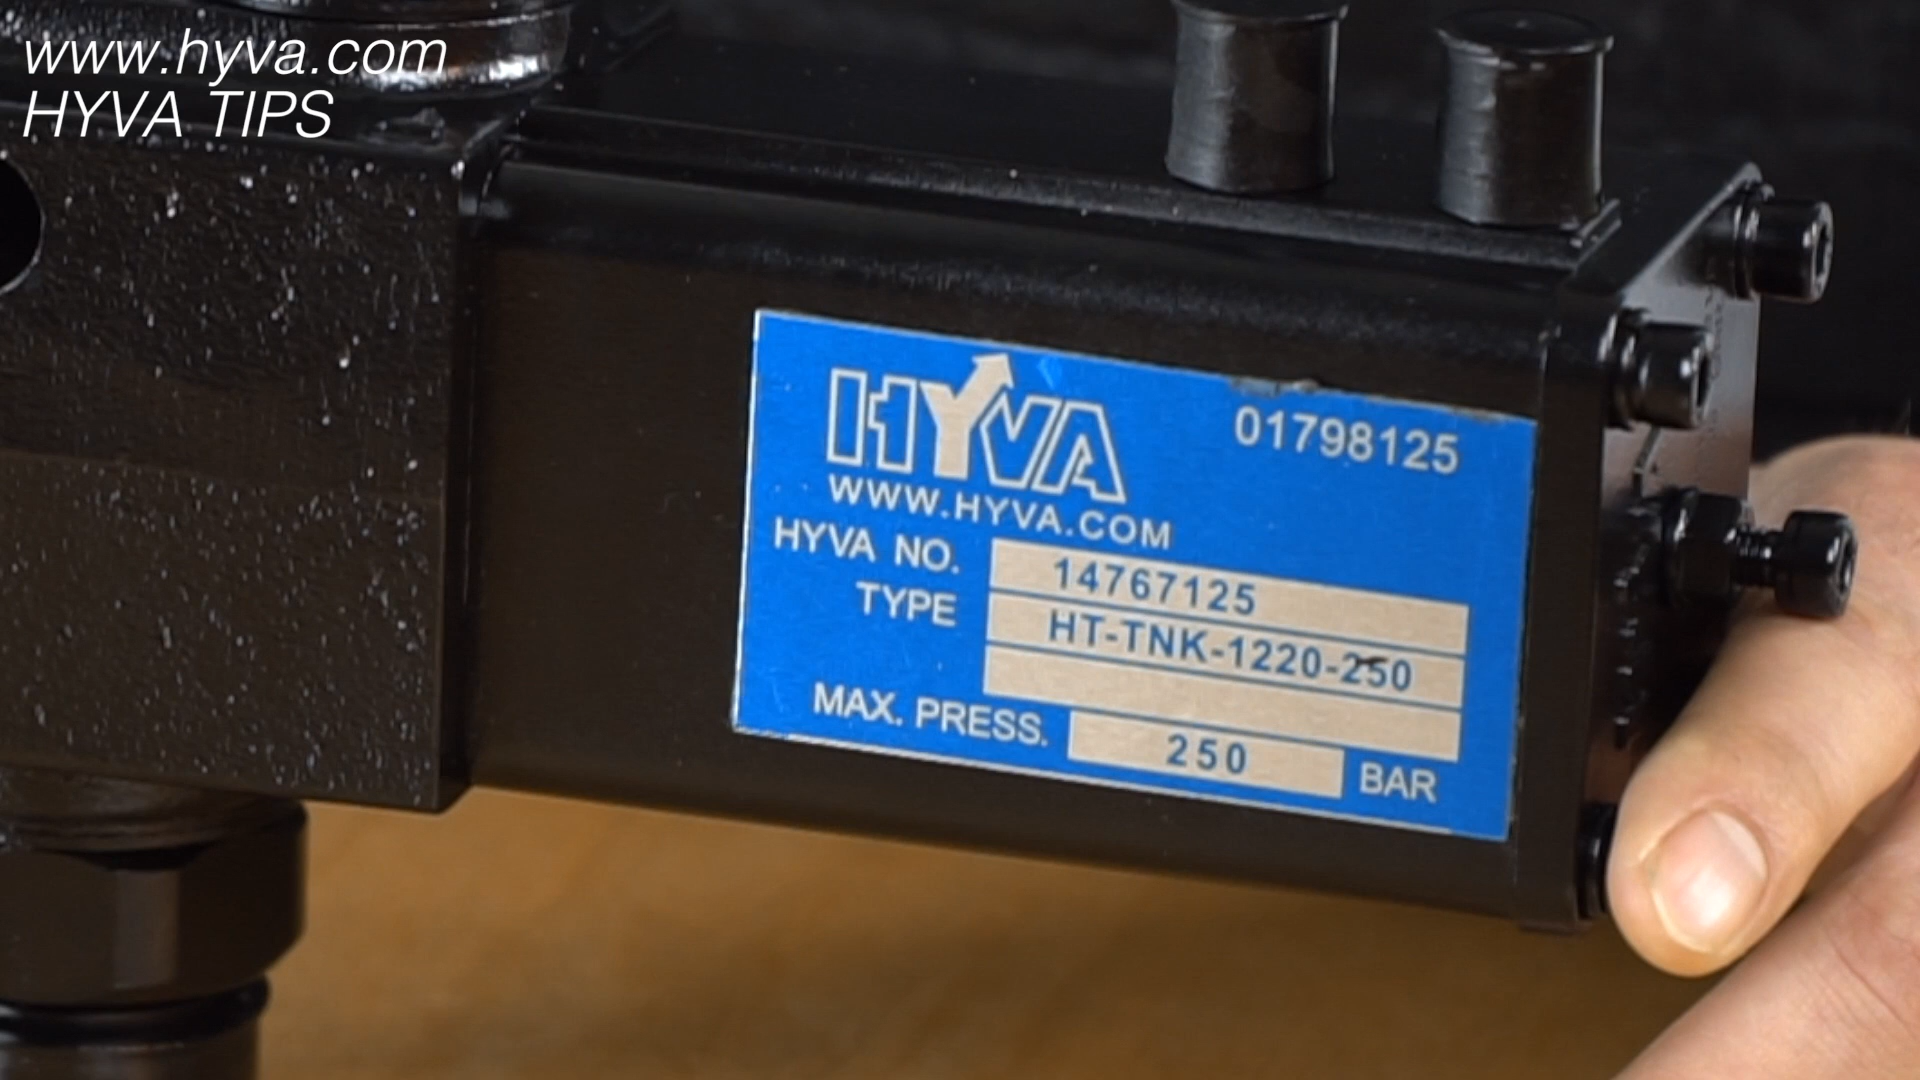 www.hyva.com
HYVA TIPS
HYVA
01798125
WWW.HYVA.COM
HYVA NO. 14767125
TYPE HT-TNK-1220-250
MAX. PRESS. 250 BAR